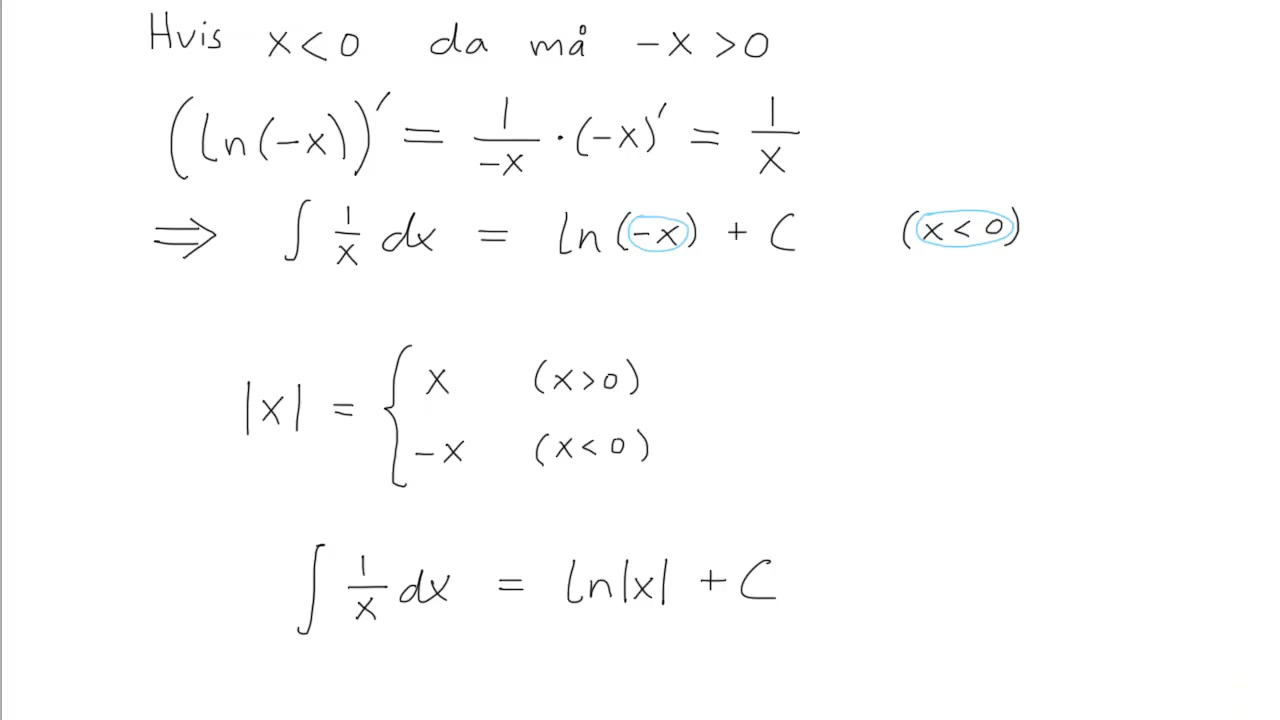 Hvis x < 0 da må -x > 0
(ln(-x))' = 1/-x · (-x)' = 1/x
⇒ ∫ 1/x dx = ln(-x) + C (x < 0)
|x| = { x (x>0)
-x (x<0)
∫ 1/x dx = ln|x| + C